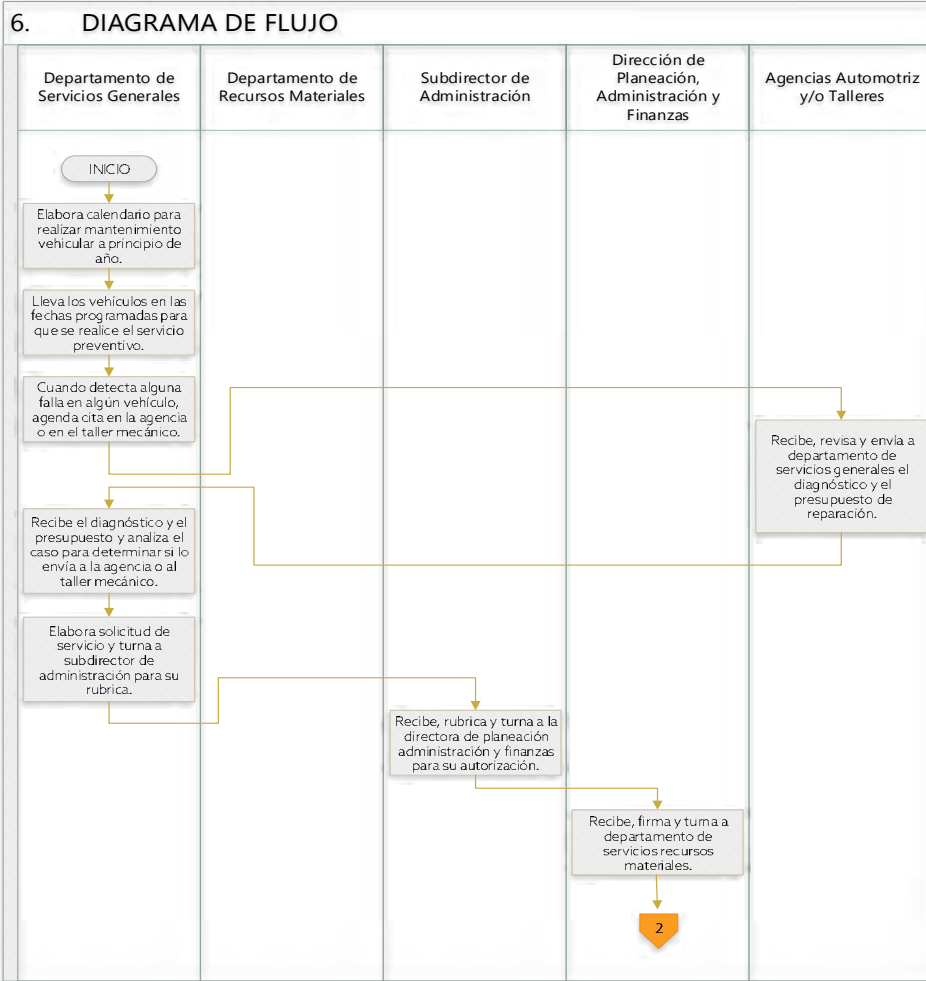 6. DIAGRAMA DE FLUJO
Departamento de
Servicios Generales
Departamento de
Recursos Materiales
Subdirector de
Administración
Dirección de
Planeación,
Administración y
Finanzas
Agencias Automotriz
y/o Talleres
INICIO
Elabora calendario para
realizar mantenimiento
vehicular a principio de
año.
Lleva los vehículos en las
fechas programadas para
que se realice el servicio
preventivo.
Cuando detecta alguna
falla en algún vehículo,
agenda cita en la agencia
o en el taller mecánico.
Recibe, revisa y envía a
departamento de
servicios generales el
diagnóstico y el
presupuesto de
reparación.
Recibe el diagnóstico y el
presupuesto y analiza el
caso para determinar si lo
envía a la agencia o al
taller mecánico.
Elabora solicitud de
servicio y turna a
subdirector de
administración para su
rubrica.
Recibe, rubrica y turna a la
directora de planeación
administración y finanzas
para su autorización.
Recibe, firma y turna a
departamento de
servicios recursos
materiales.
2